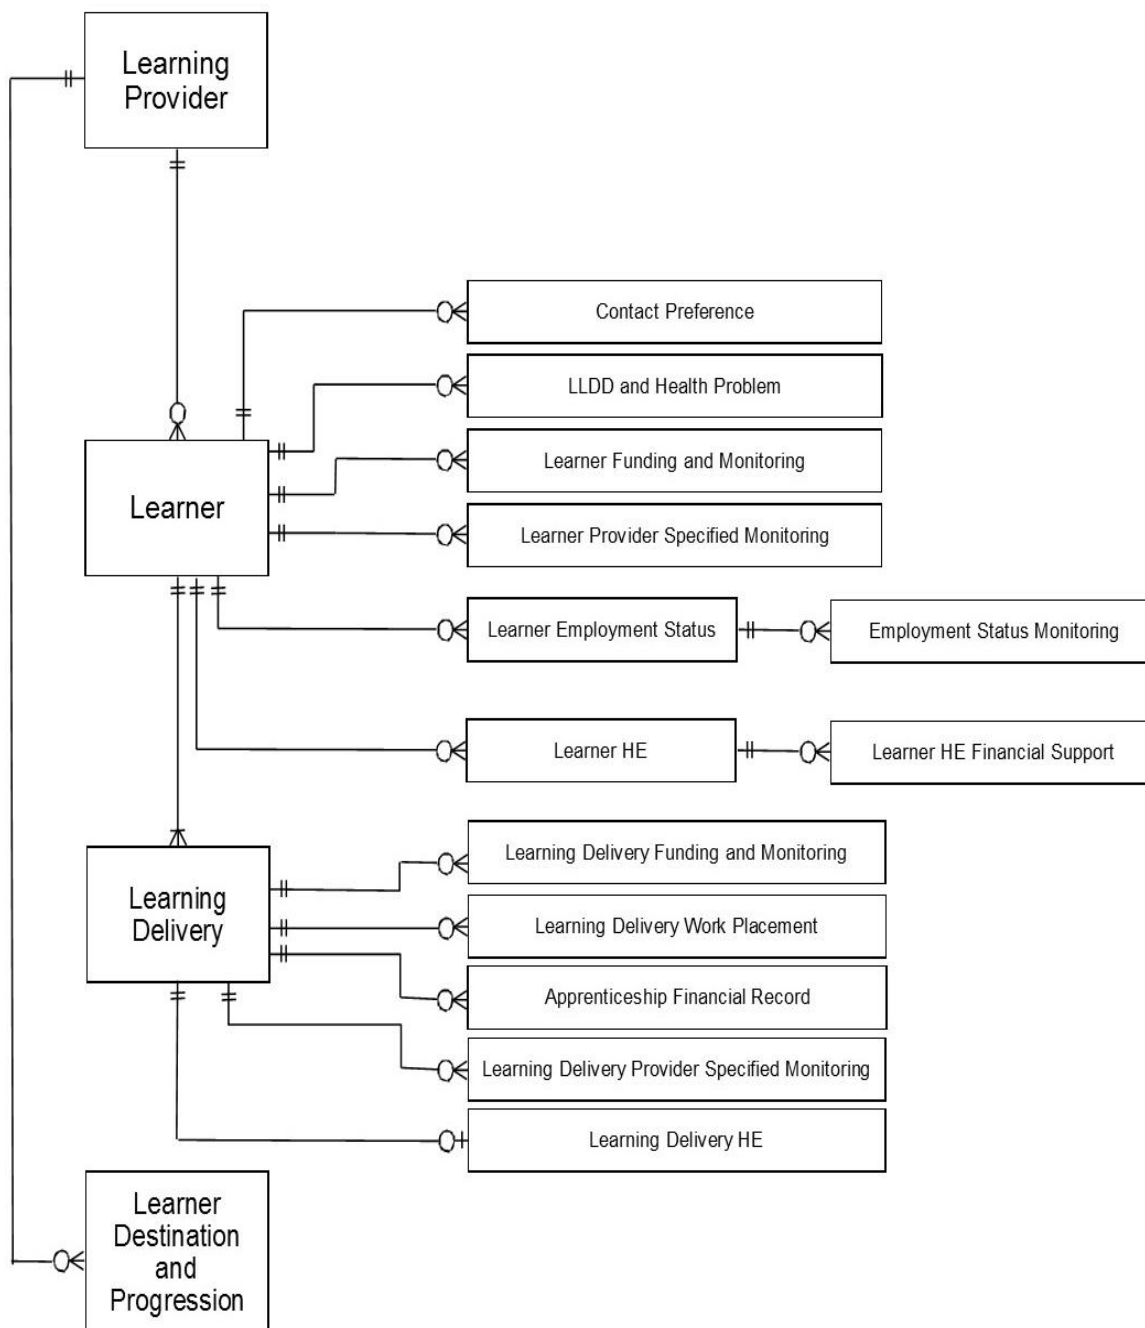 Learning
Provider
Contact Preference
LLDD and Health Problem
Learner Funding and Monitoring
Learner
Learner Provider Specified Monitoring
Learner Employment Status
Employment Status Monitoring
Learner HE
Learner HE Financial Support
Learning Delivery Funding and Monitoring
Learning
Delivery
Learning Delivery Work Placement
Apprenticeship Financial Record
Learning Delivery Provider Specified Monitoring
Learning Delivery HE
Learner
Destination
and
Progression